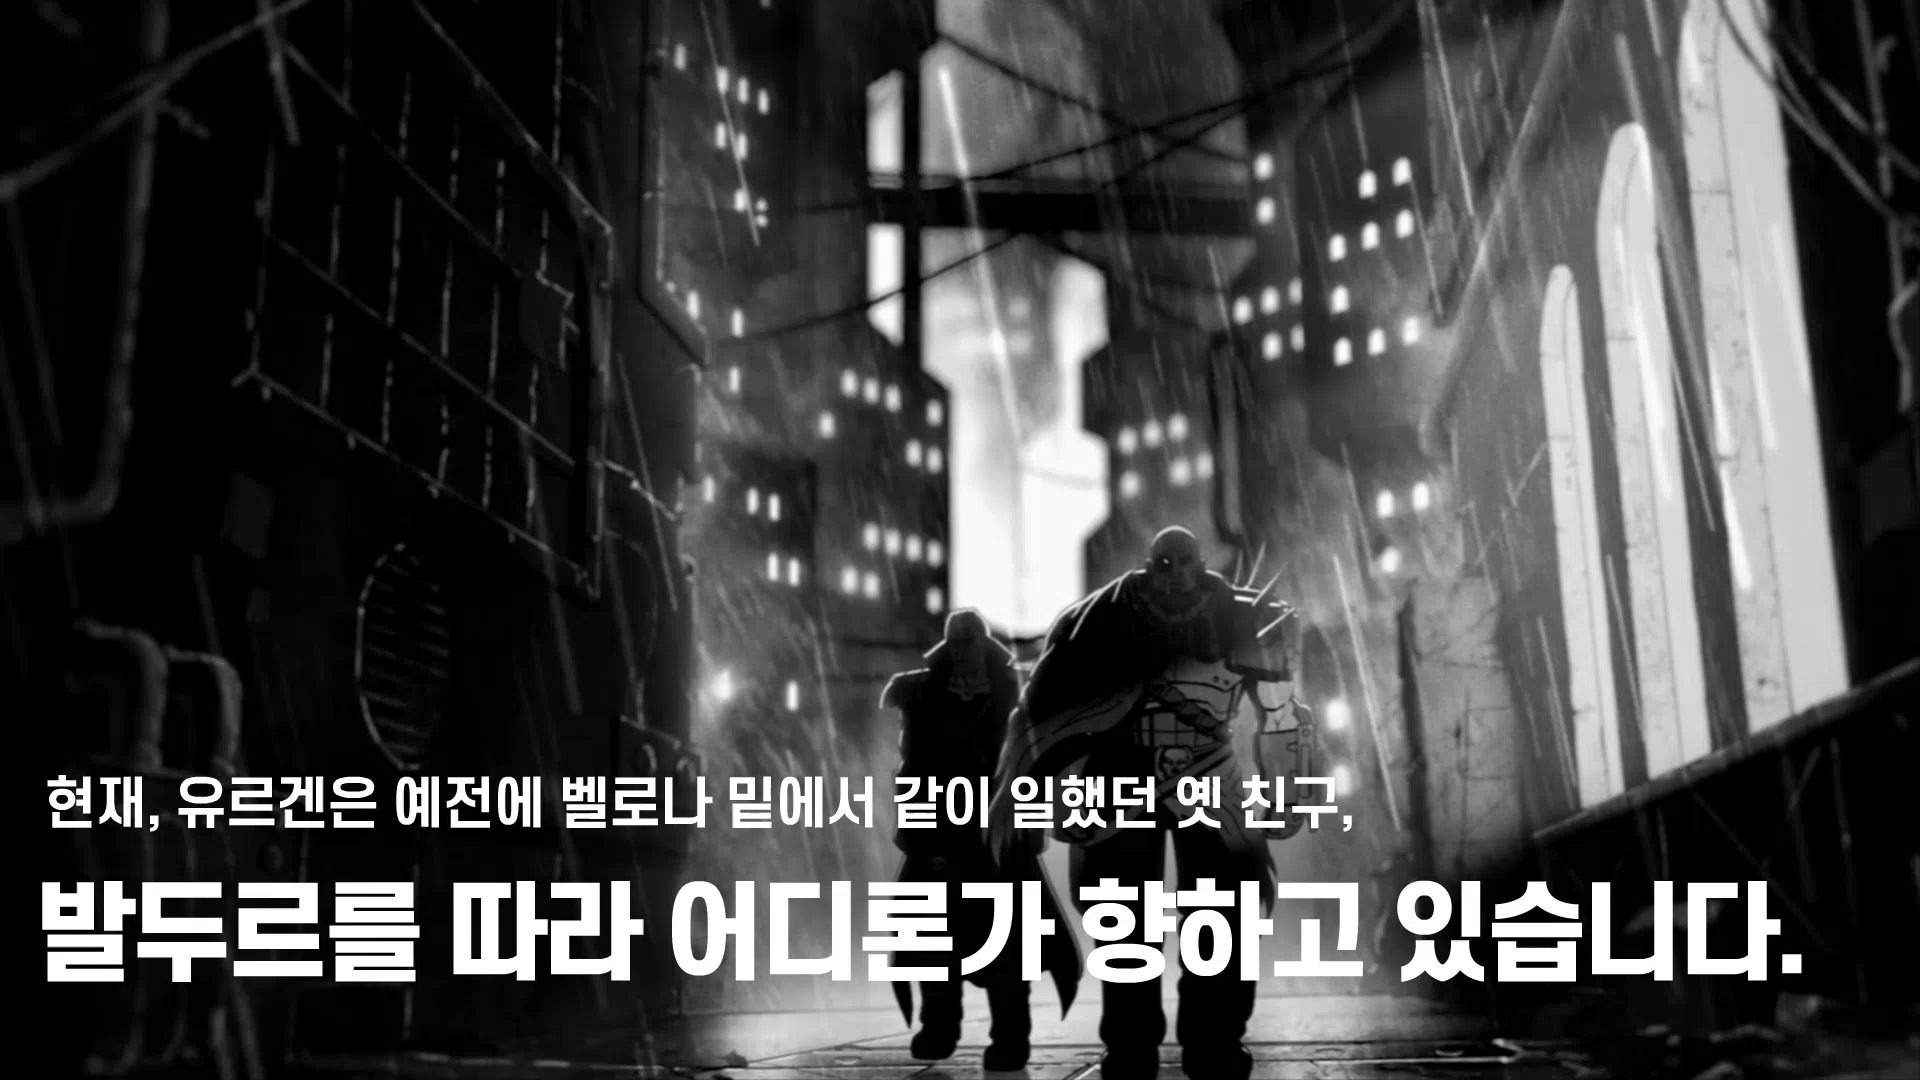 현재, 유르겐은 예전에 벨로나 밑에서 같이 일했던 옛 친구,
발두르를 따라 어디론가 향하고 있습니다.